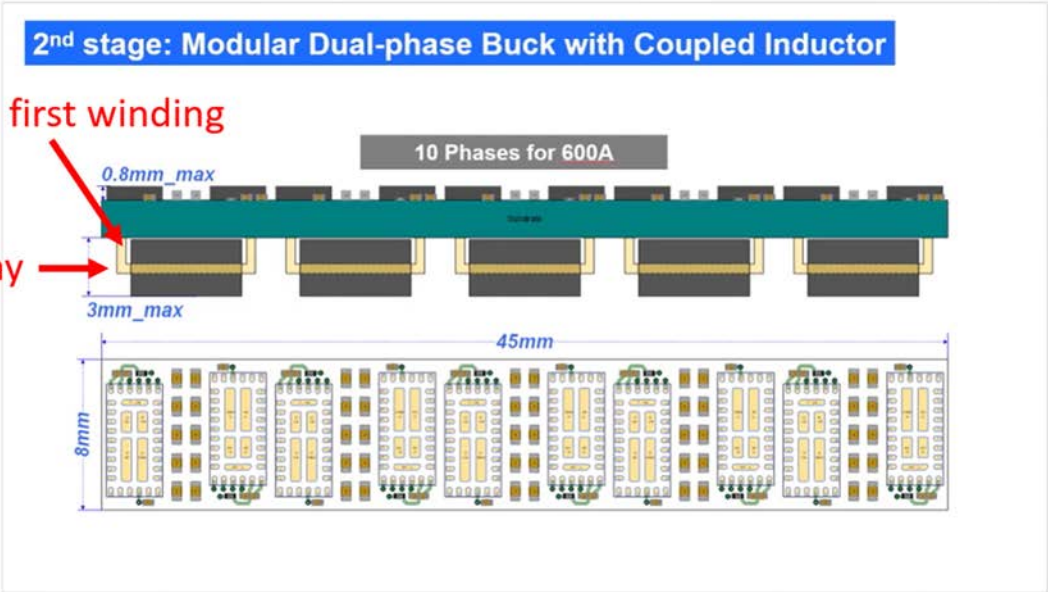 2nd stage: Modular Dual-phase Buck with Coupled Inductor
first winding
10 Phases for 600A
0.8mm_max
ay
3mm_max
45mm
8mm